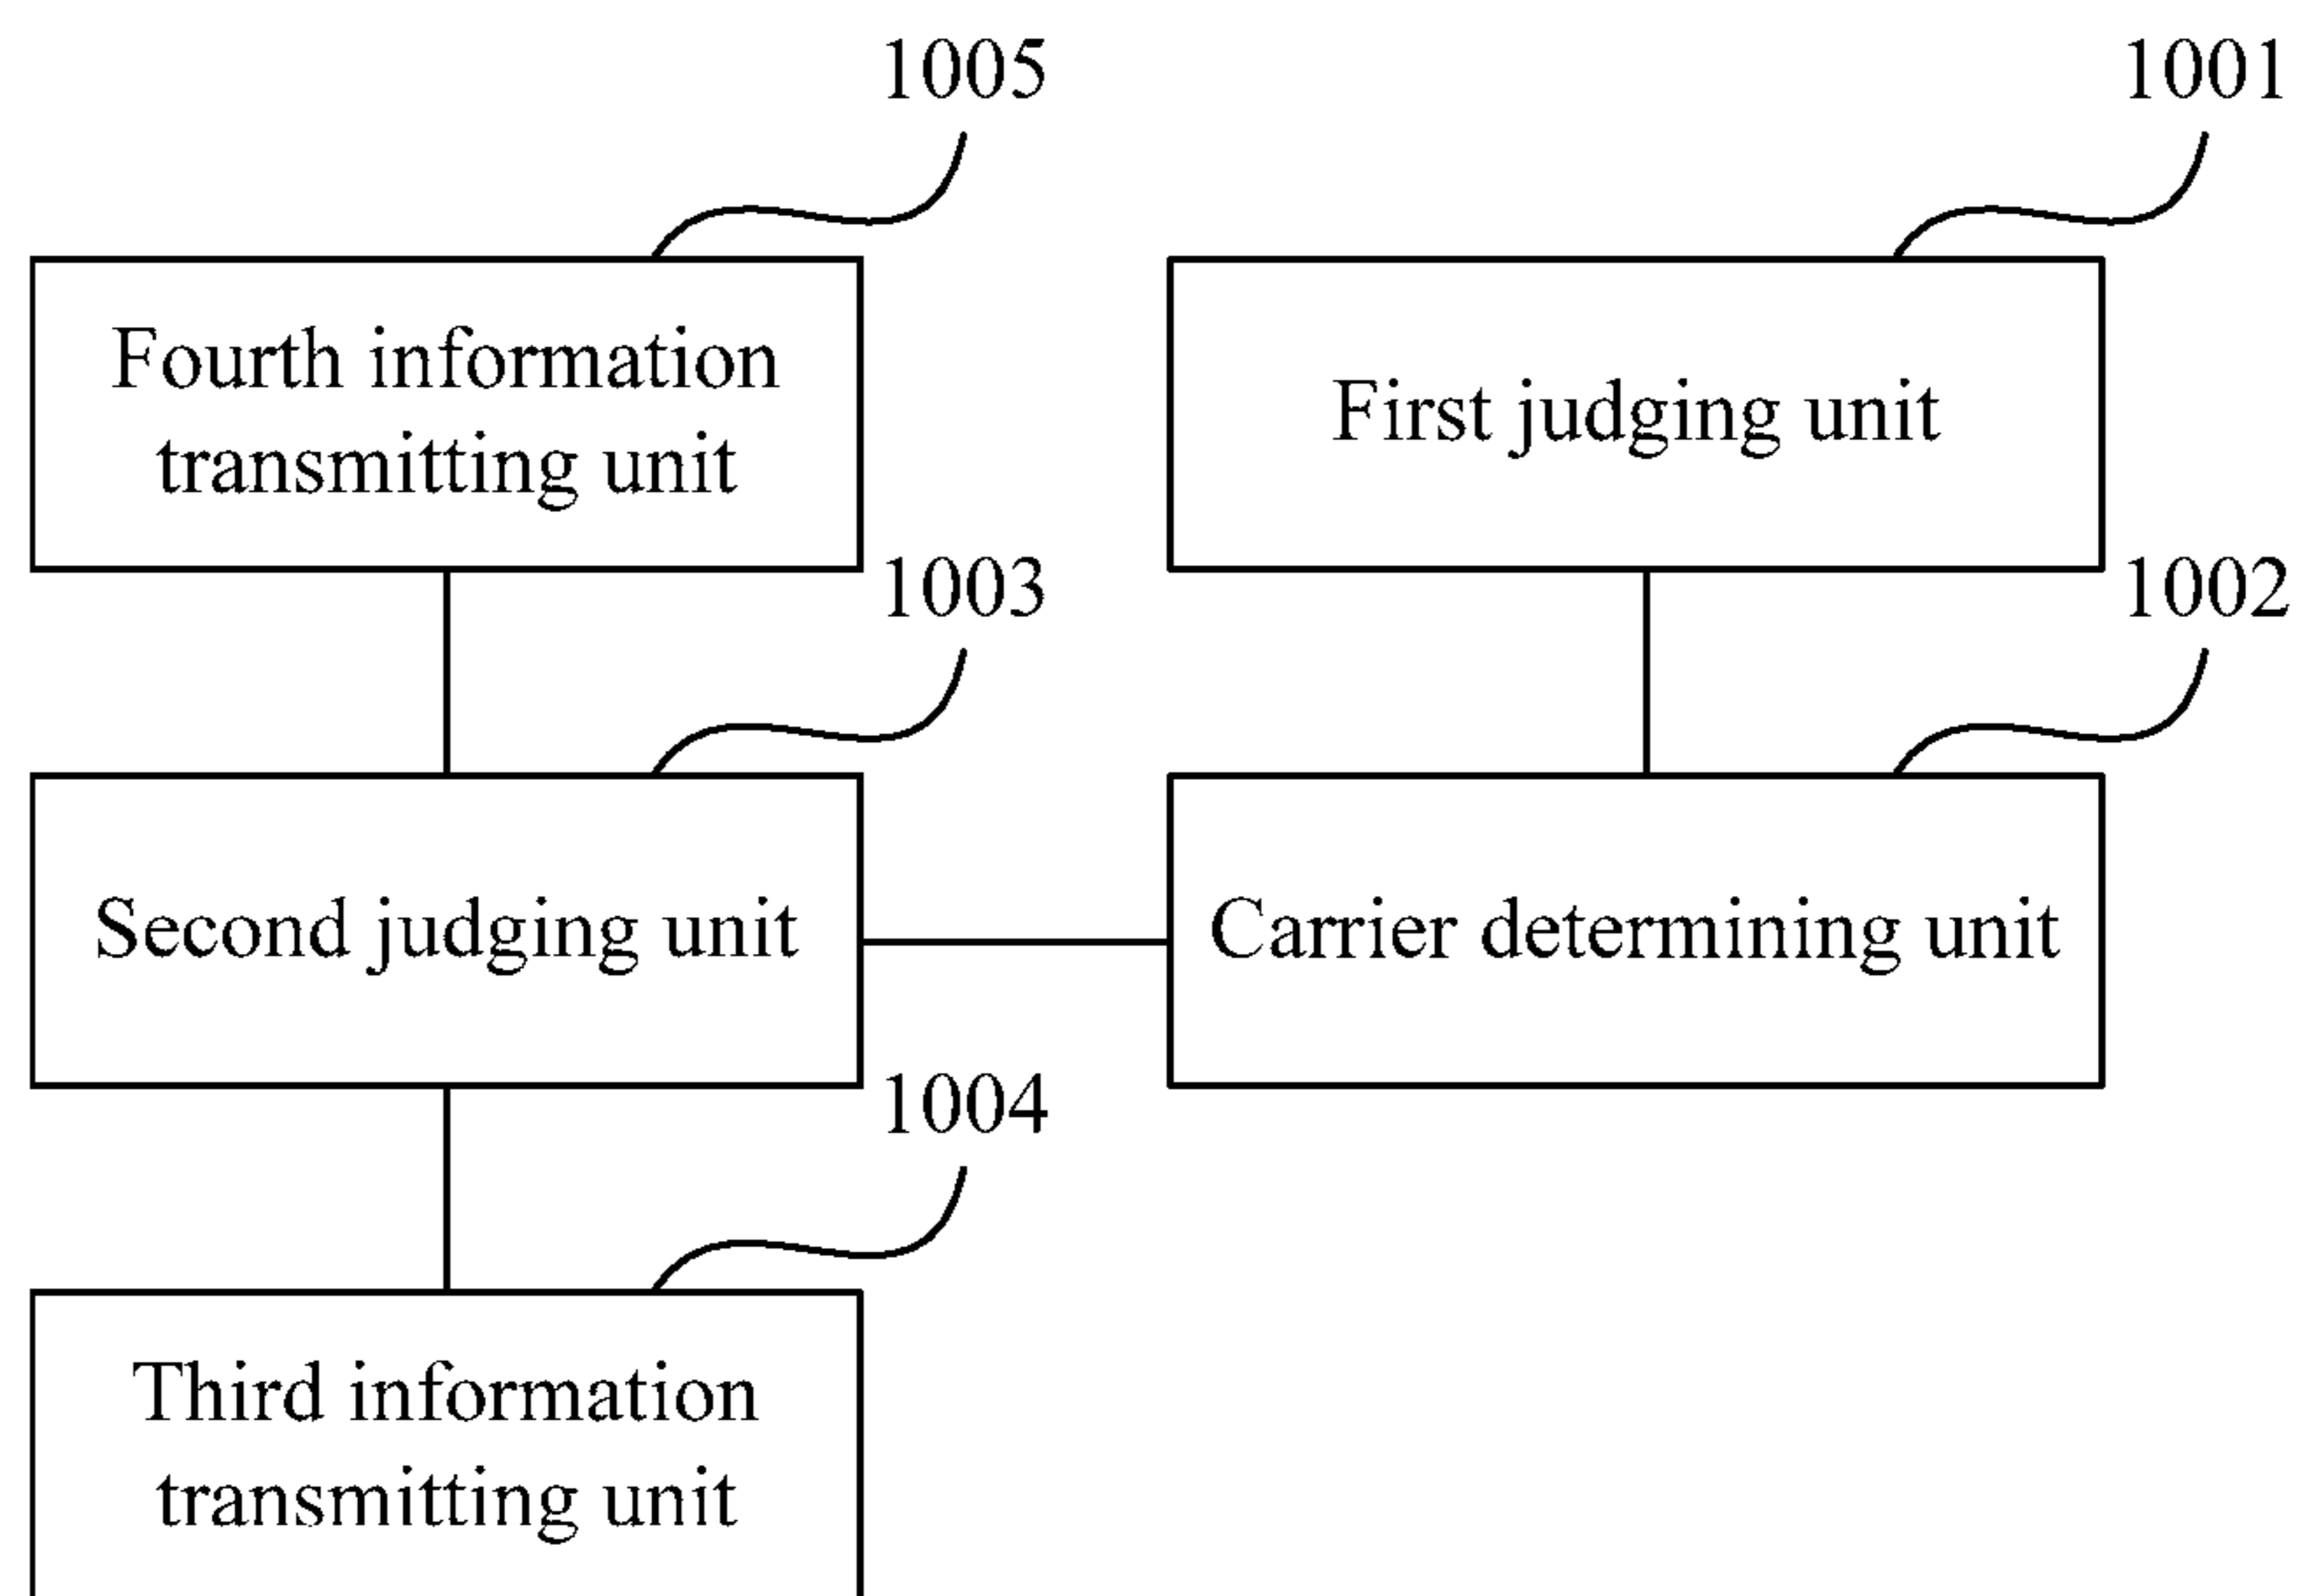 1005
1001
Fourth information
transmitting unit
First judging unit
1003
1002
Second judging unit
Carrier determining unit
1004
Third information
transmitting unit